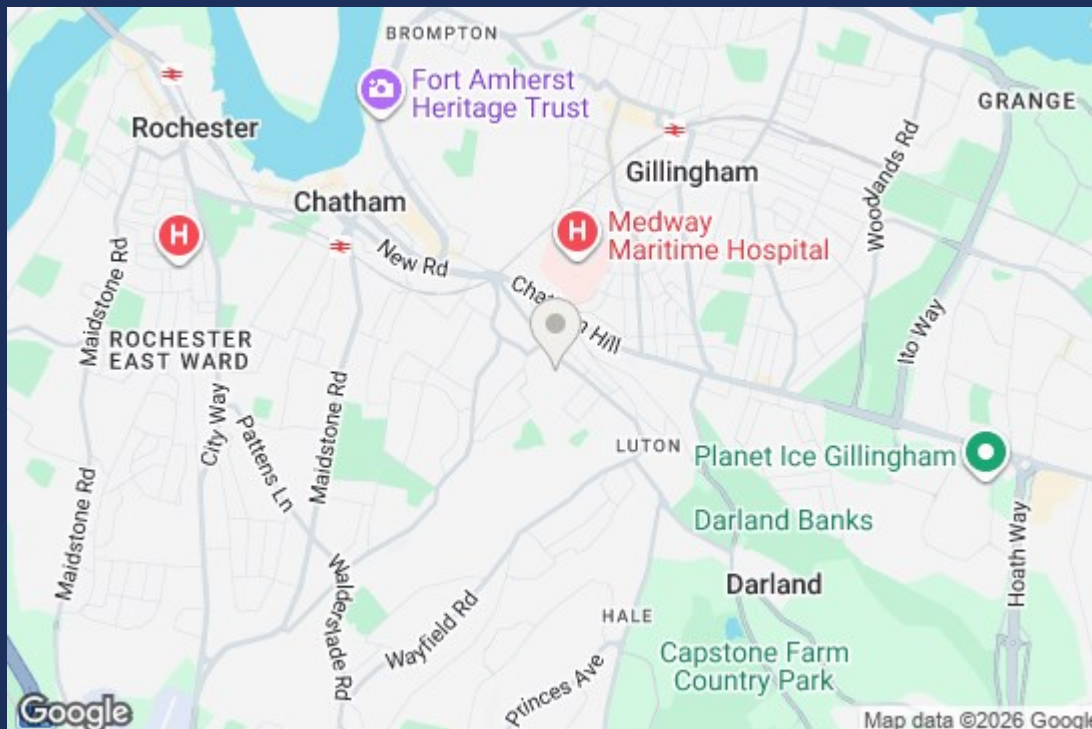 BROMPTON
Fort Amherst
Heritage Trust
GRANGE
Rochester
Gillingham
Woodlands Rd
Chatham
H
H
Medway
Maritime Hospital
New Rd
Maidstone Rd
Chatham Hill
Ito Way
ROCHESTER
EAST WARD
City Way
Pattens Ln
Maidstone Rd
LUTON
Planet Ice Gillingham
Maidstone Rd
Darland Banks
Hoath Way
Darland
Walderslade Rd
Wayfield Rd
HALE
Capstone Farm
Country Park
Princes Ave
Google
Map data ©2026 Google